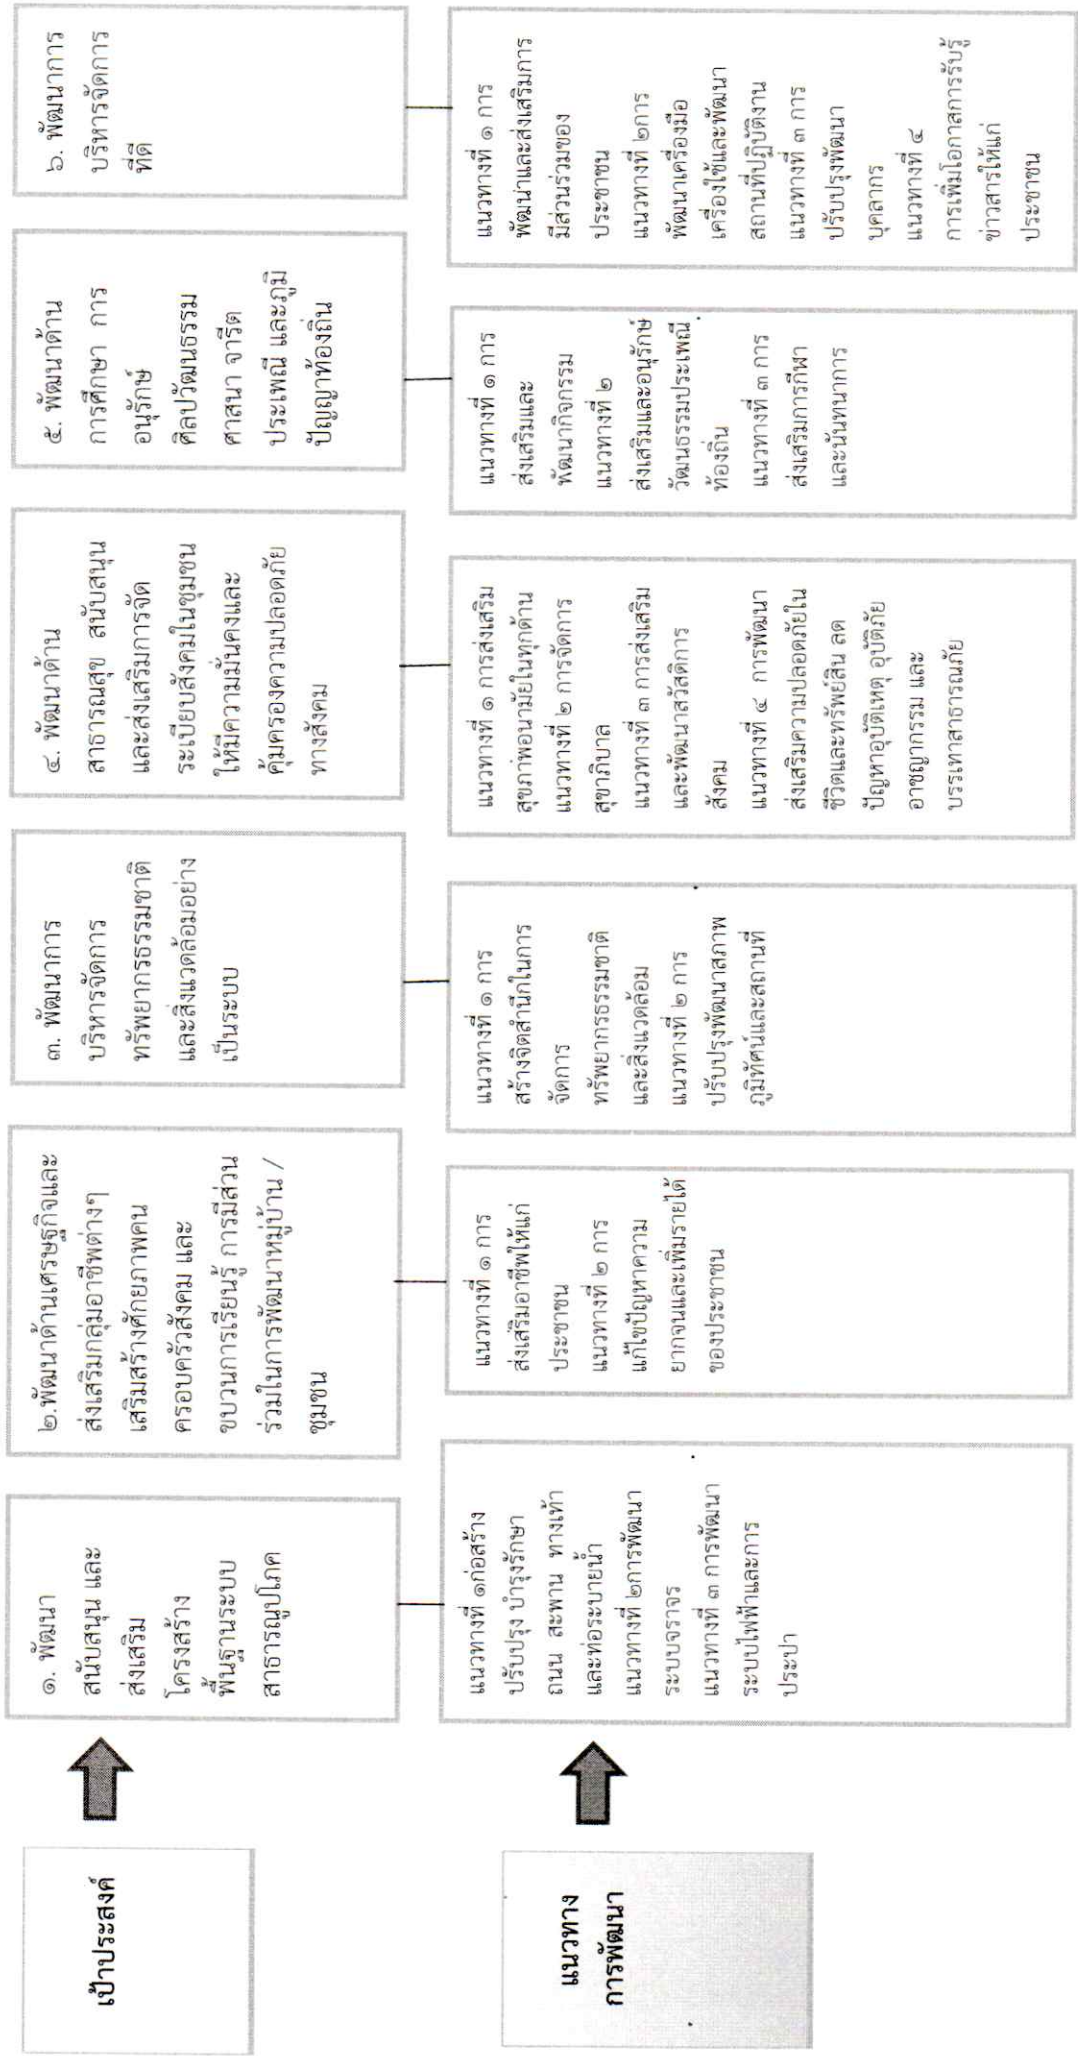 เป้าประสงค์
๑. พัฒนา
สนับสนุน และ
ส่งเสริม
โครงสร้าง
พื้นฐานระบบ
สาธารณูปโภค
๒.พัฒนาด้านเศรษฐกิจและ
ส่งเสริมกลุ่มอาชีพต่างๆ
เสริมสร้างศักยภาพคน
ครอบครัวสังคม และ
ขบวนการเรียนรู้ การมีส่วน
ร่วมในการพัฒนาหมู่บ้าน /
ชุมชน
๓. พัฒนาการ
บริหารจัดการ
ทรัพยากรธรรมชาติ
และสิ่งแวดล้อมอย่าง
เป็นระบบ
๔. พัฒนาด้าน
สาธารณสุข สนับสนุน
และส่งเสริมการจัด
ระเบียบสังคมในชุมชน
ให้มีความมั่นคงและ
คุ้มครองความปลอดภัย
ทางสังคม
๕. พัฒนาด้าน
การศึกษา การ
อนุรักษ์
ศิลปวัฒนธรรม
ศาสนา จารีต
ประเพณี และภูมิ
ปัญญาท้องถิ่น
๖. พัฒนาการ
บริหารจัดการ
ที่ดี
แนวทาง
การพัฒนา
แนวทางที่ ๑ก่อสร้าง
ปรับปรุง บำรุงรักษา
ถนน สะพาน ทางเท้า
และท่อระบายน้ำ
แนวทางที่ ๒การพัฒนา
ระบบจราจร
แนวทางที่ ๓ การพัฒนา
ระบบไฟฟ้าและการ
ประปา
แนวทางที่ ๑ การ
ส่งเสริมอาชีพให้แก่
ประชาชน
แนวทางที่ ๒ การ
แก้ไขปัญหาความ
ยากจนและเพิ่มรายได้
ของประชาชน
แนวทางที่ ๑ การ
สร้างจิตสำนึกในการ
จัดการ
ทรัพยากรธรรมชาติ
และสิ่งแวดล้อม
แนวทางที่ ๒ การ
ปรับปรุงพัฒนาสภาพ
ภูมิทัศน์และสถานที่
แนวทางที่ ๑ การส่งเสริม
สุขภาพอนามัยในทุกด้าน
แนวทางที่ ๒ การจัดการ
สุขาภิบาล
แนวทางที่ ๓ การส่งเสริม
และพัฒนาสวัสดิการ
สังคม
แนวทางที่ ๔ การพัฒนา
ส่งเสริมความปลอดภัยใน
ชีวิตและทรัพย์สิน ลด
ปัญหาอุบัติเหตุ อุบัติภัย
อาชญากรรม และ
บรรเทาสาธารณภัย
แนวทางที่ ๑ การ
ส่งเสริมและ
พัฒนากิจกรรม
แนวทางที่ ๒
ส่งเสริมและอนุรักษ์
วัฒนธรรมประเพณี
ท้องถิ่น
แนวทางที่ ๓ การ
ส่งเสริมการกีฬา
และนันทนาการ
แนวทางที่ ๑ การ
พัฒนาและส่งเสริมการ
มีส่วนร่วมของ
ประชาชน
แนวทางที่ ๒การ
พัฒนาเครื่องมือ
เครื่องใช้และพัฒนา
สถานที่ปฏิบัติงาน
แนวทางที่ ๓ การ
ปรับปรุงพัฒนา
บุคลากร
แนวทางที่ ๔
การเพิ่มโอกาสการรับรู้
ข่าวสารให้แก่
ประชาชน